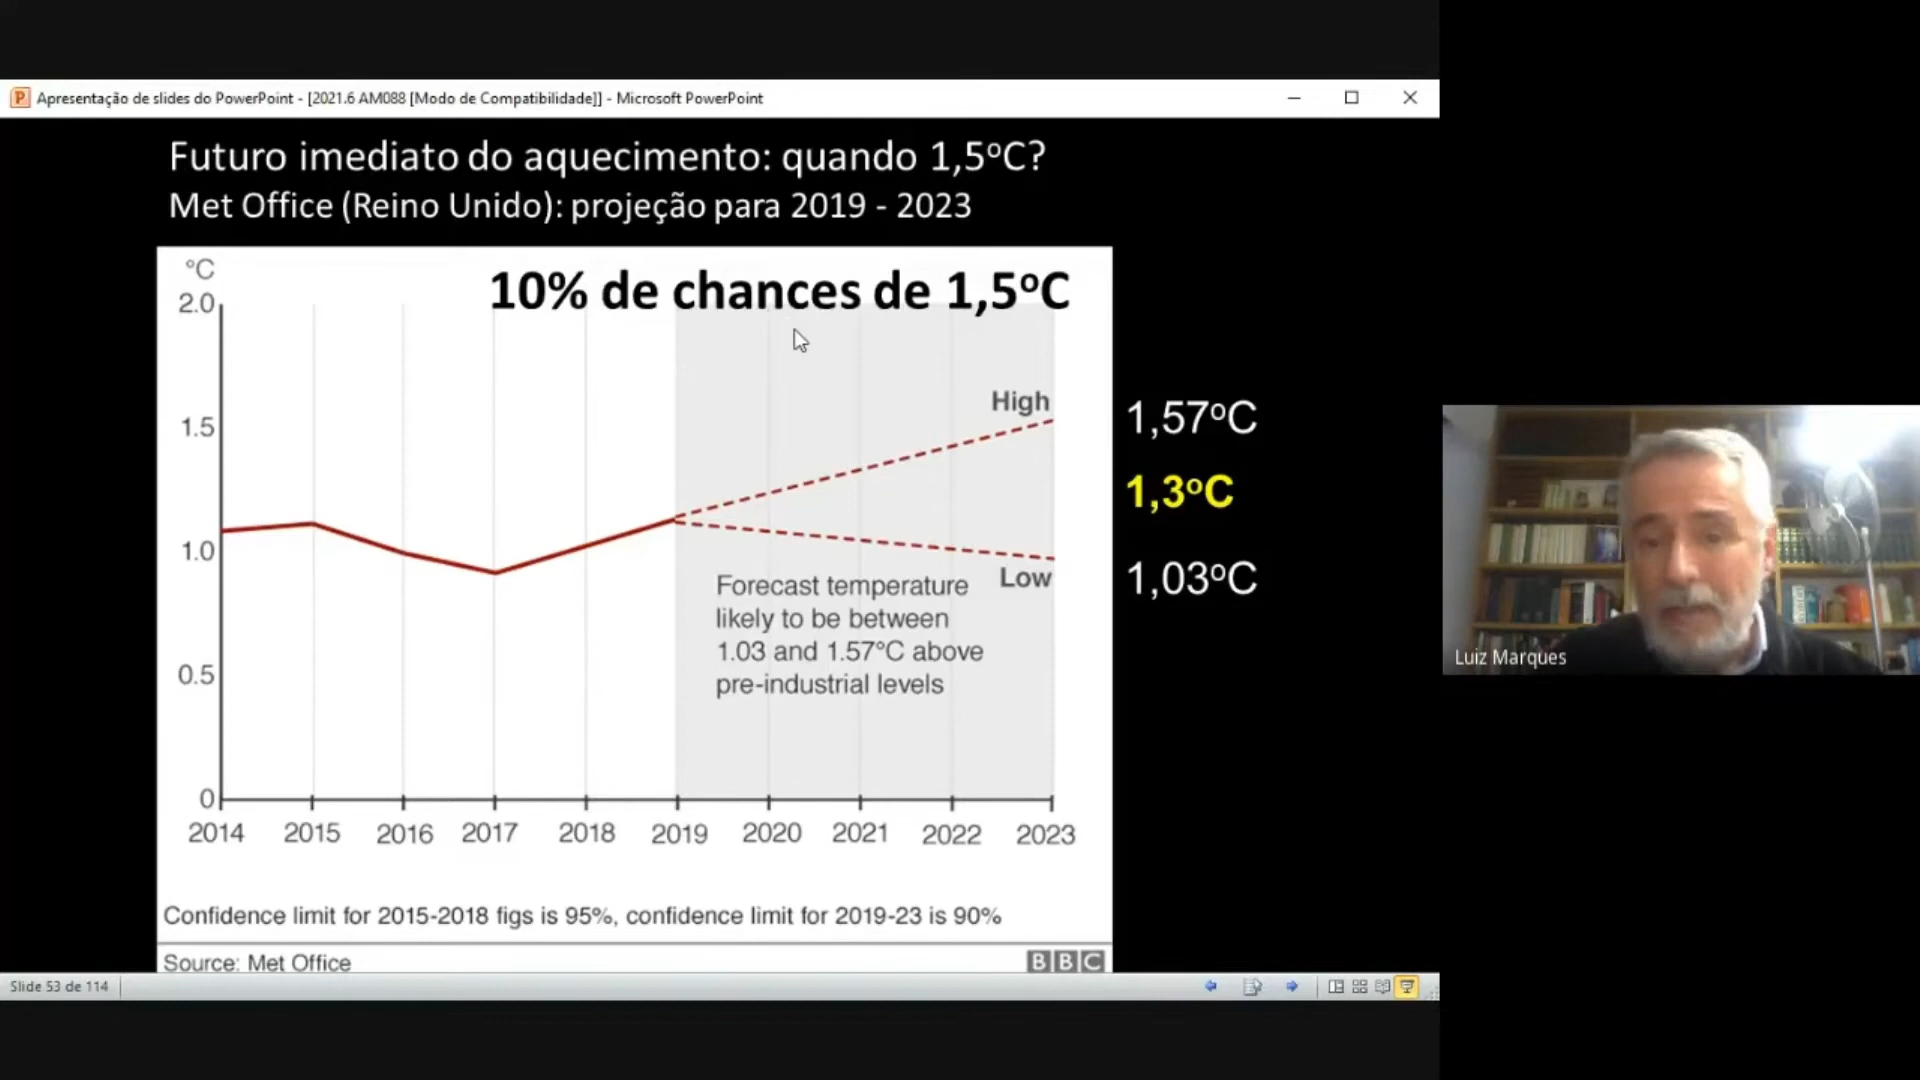 Apresentação de slides do PowerPoint - [2021.6 AM088 [Modo de Compatibilidade]] - Microsoft PowerPoint
Futuro imediato do aquecimento: quando 1,5ºC?
Met Office (Reino Unido): projeção para 2019 - 2023
°C
10% de chances de 1,5ºC
2.0
1.5
1.0
0.5
0
High
Low
Forecast temperature
likely to be between
1.03 and 1.57°C above
pre-industrial levels
2014 2015 2016 2017 2018 2019 2020 2021 2022 2023
1,57ºC
1,3ºC
1,03ºC
Confidence limit for 2015-2018 figs is 95%, confidence limit for 2019-23 is 90%
Source: Met Office
BBC
Slide 53 de 114
Luiz Marques